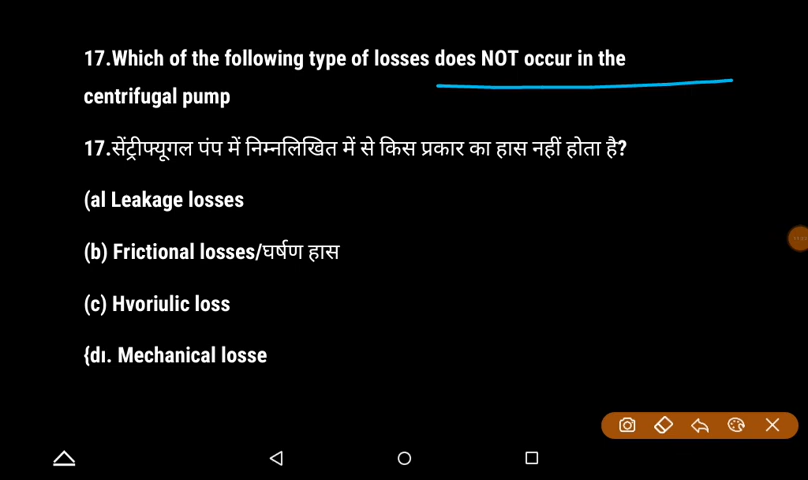 17.Which of the following type of losses does NOT occur in the
centrifugal pump
17.सेंट्रीफ्यूगल पंप में निम्नलिखित में से किस प्रकार का हास नहीं होता है?
(al Leakage losses
(b) Frictional losses/घर्षण हास
(c) Hvoriulic loss
{dı. Mechanical losse